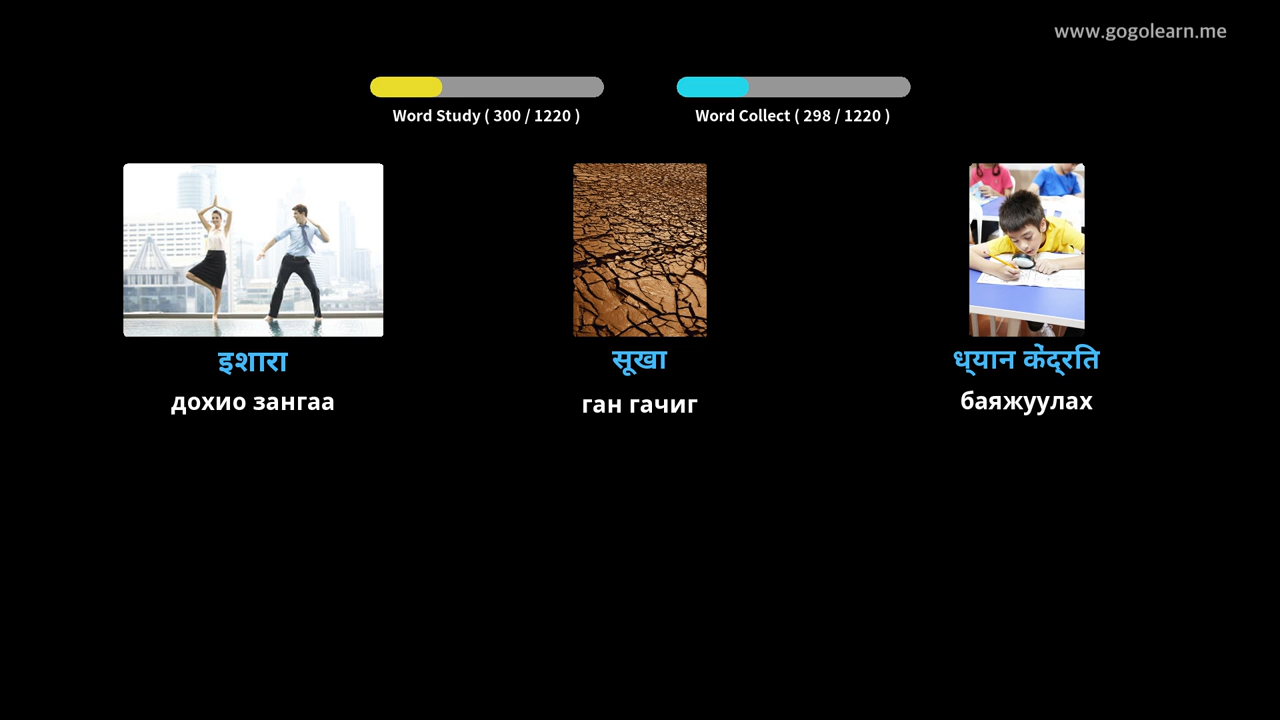 www.gogolearn.me
Word Study ( 300 / 1220 )
Word Collect ( 298 / 1220 )
इशारा
सूखा
ध्यान केंद्रति
дохио зангаа
ган гачиг
баяжуулах